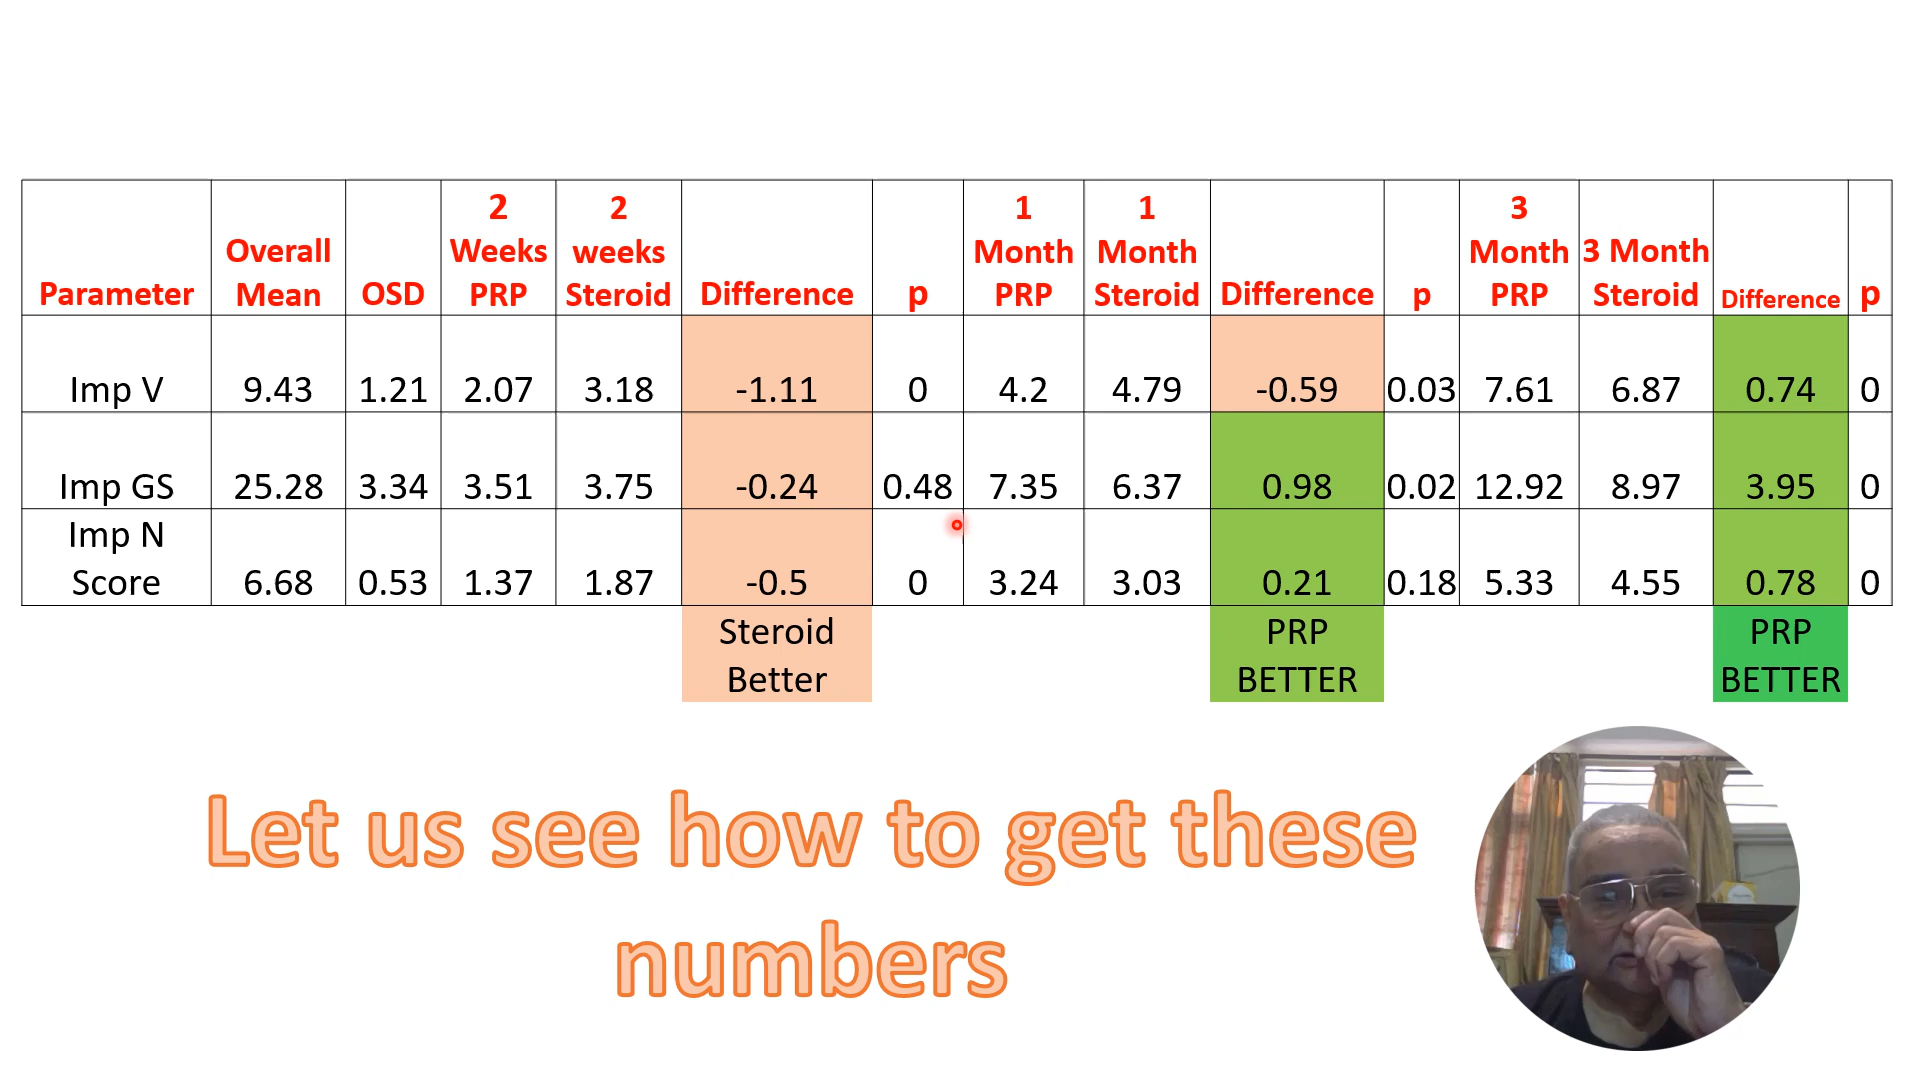 Parameter Overall Mean OSD 2 Weeks PRP 2 weeks Steroid Difference p 1 Month PRP 1 Month Steroid Difference p 3 Month PRP 3 Month Steroid Difference p
Imp V 9.43 1.21 2.07 3.18 -1.11 0 4.2 4.79 -0.59 0.03 7.61 6.87 0.74 0
Imp GS 25.28 3.34 3.51 3.75 -0.24 0.48 7.35 6.37 0.98 0.02 12.92 8.97 3.95 0
Imp N Score 6.68 0.53 1.37 1.87 -0.5 0 3.24 3.03 0.21 0.18 5.33 4.55 0.78 0
Steroid Better PRP BETTER PRP BETTER
Let us see how to get these
numbers